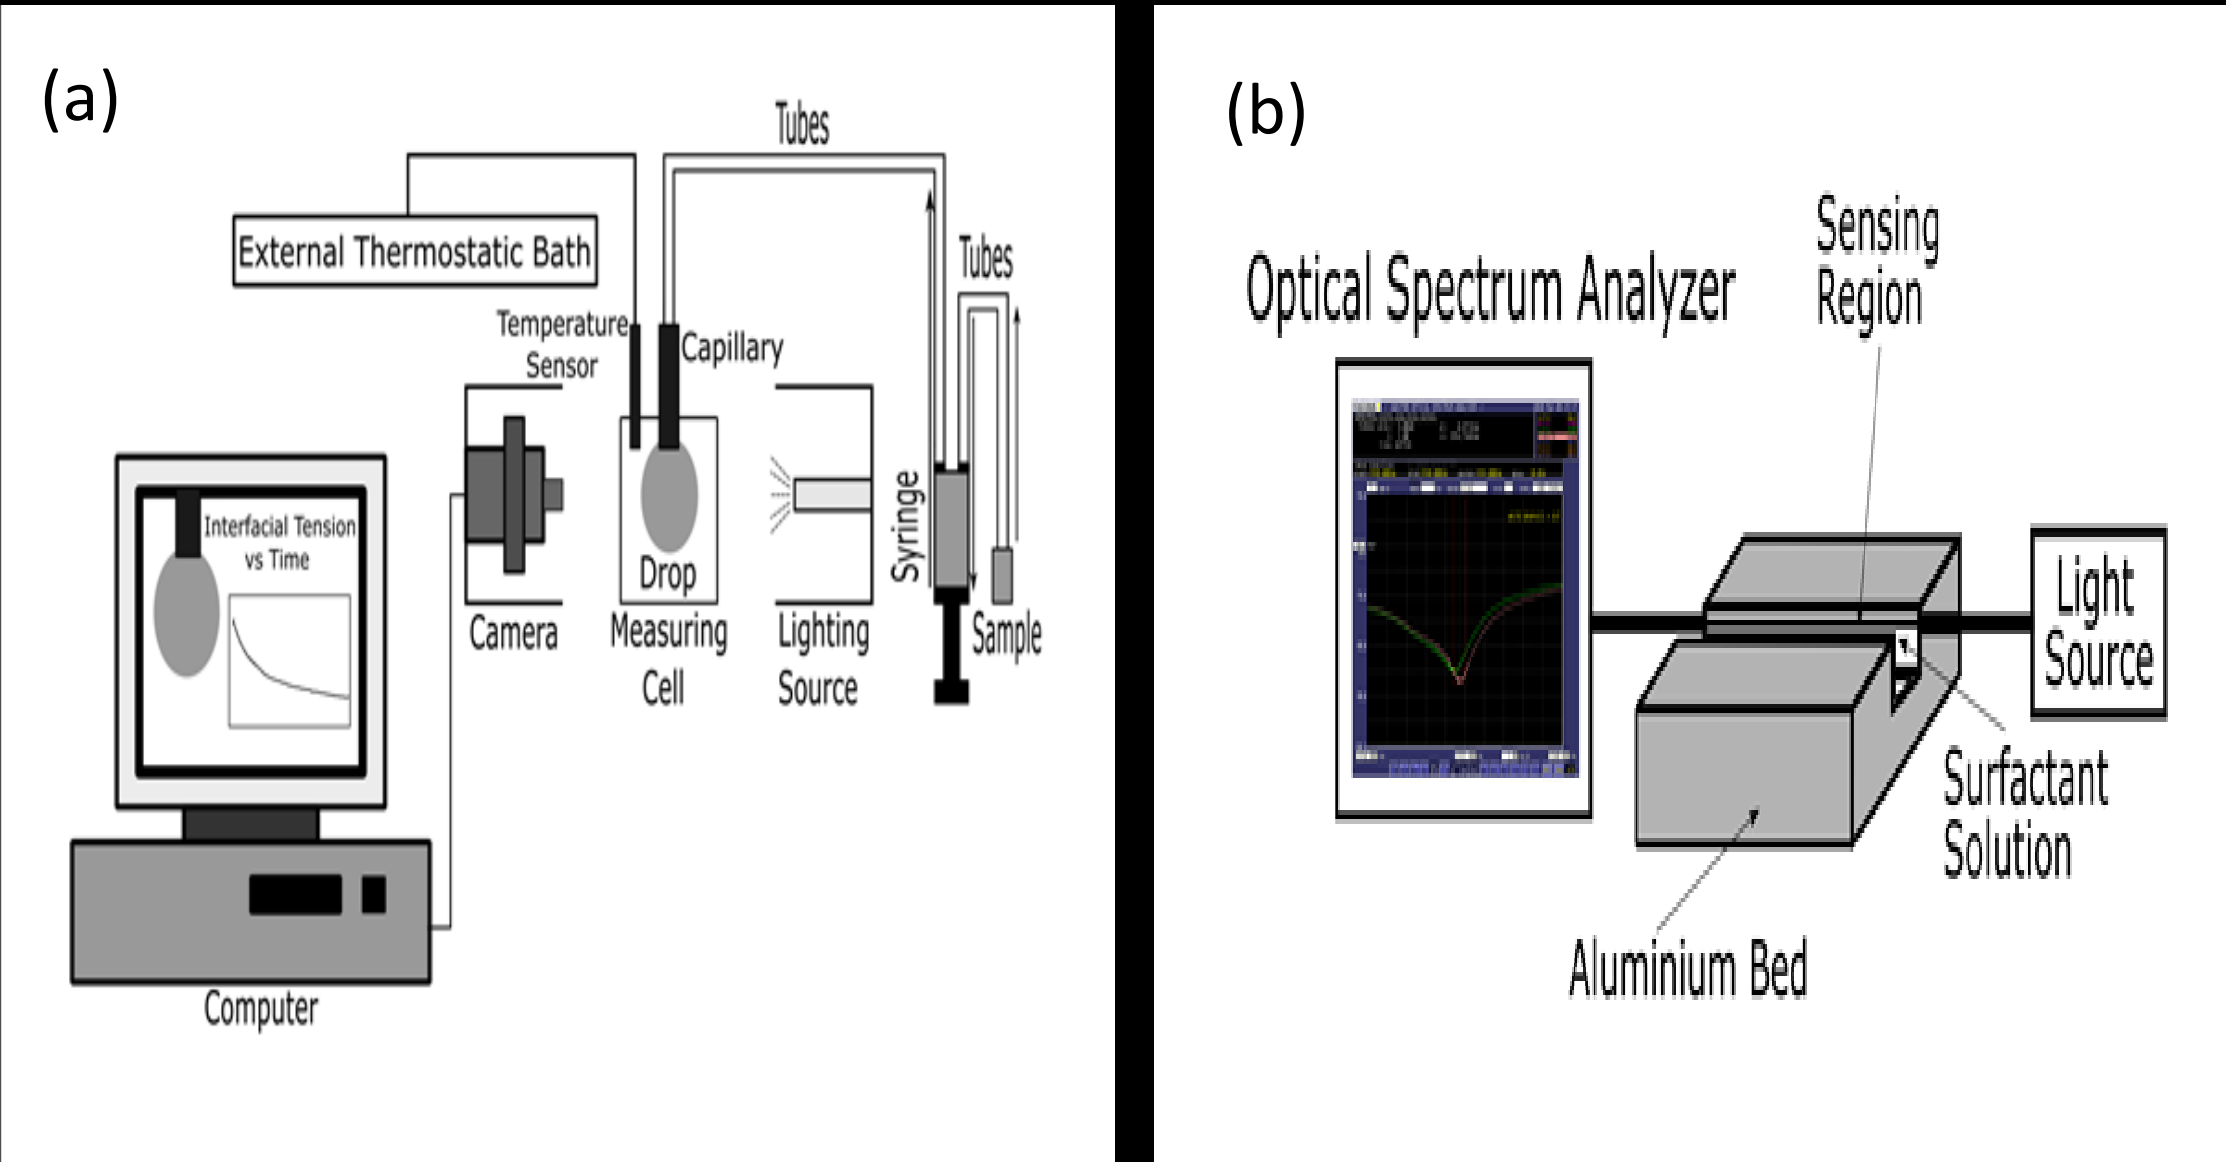 (a)
Tubes
External Thermostatic Bath
Tubes
Temperature
Sensor
Capillary
Interfacial Tension
vs Time
Syringe
Drop
Camera
Measuring
Cell
Lighting
Source
Sample
Computer
(b)
Sensing
Region
Optical Spectrum Analyzer
Light
Source
Surfactant
Solution
Aluminium Bed